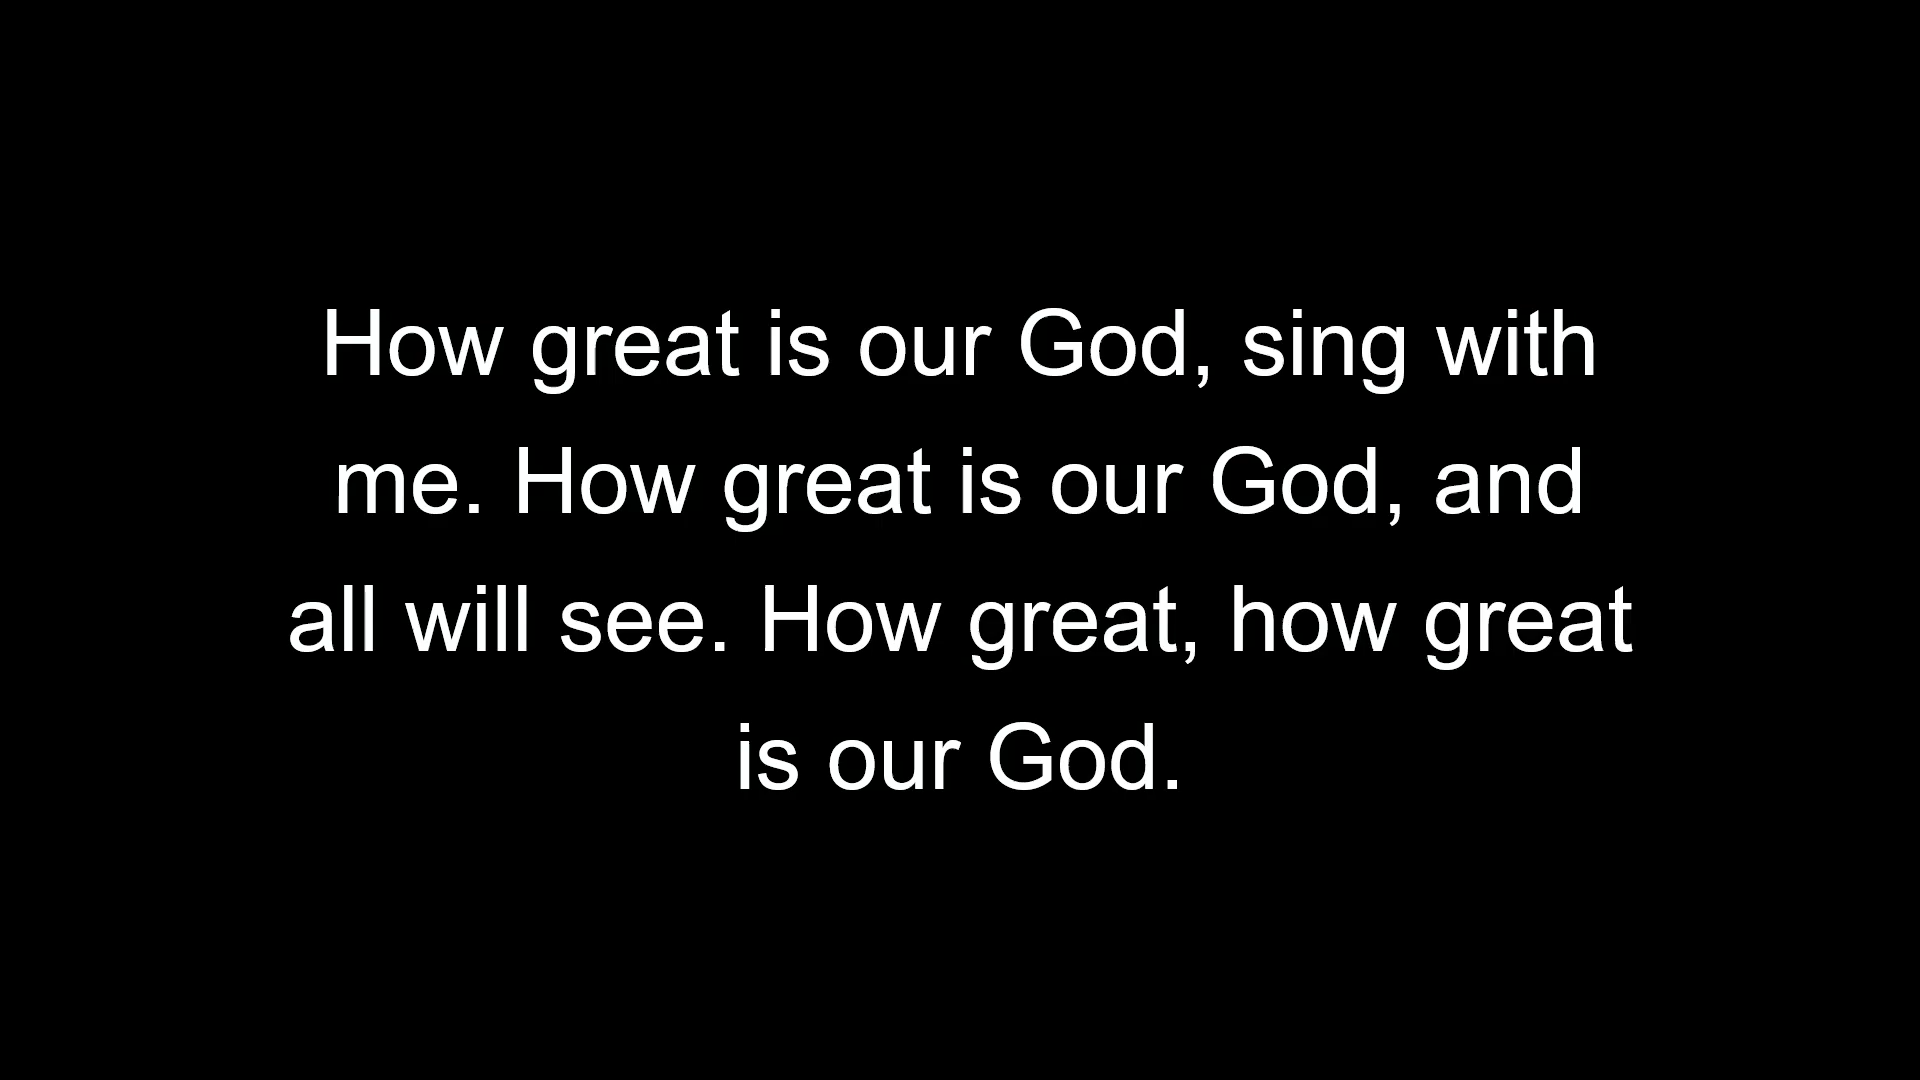 How great is our God, sing with
me. How great is our God, and
all will see. How great, how great
is our God.